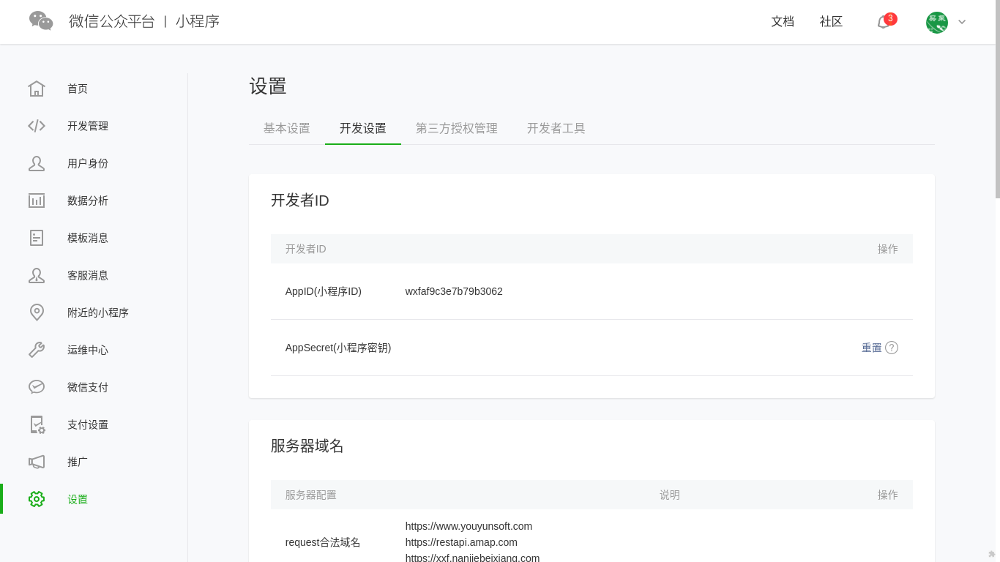 微信公众平台 | 小程序
文档
社区
3
首页
开发管理
用户身份
数据分析
模板消息
客服消息
附近的小程序
运维中心
微信支付
支付设置
推广
设置
设置
基本设置 开发设置 第三方授权管理 开发者工具
开发者ID
开发者ID 操作
AppID(小程序ID) wxfaf9c3e7b79b3062
AppSecret(小程序密钥) 重置 ?
服务器域名
服务器配置 说明 操作
https://www.youyunsoft.com
request合法域名 https://restapi.amap.com
https://xxf.nanjiebeixiang.com